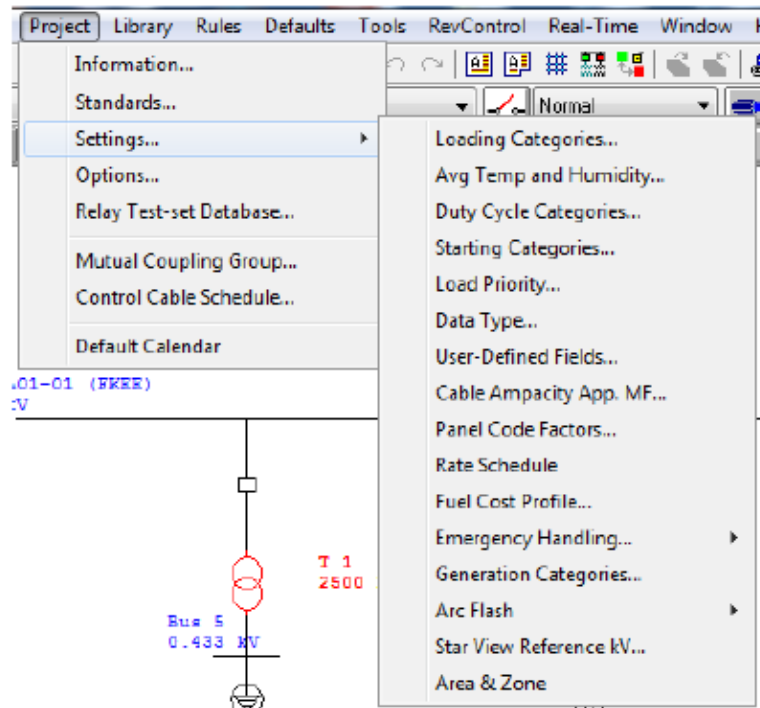 Project Library Rules Defaults Tools RevControl Real-Time Window
Information...
Standards...
Normal
Settings...
Options...
Relay Test-set Database...
Mutual Coupling Group...
Control Cable Schedule...
Default Calendar
Loading Categories...
Avg Temp and Humidity...
Duty Cycle Categories...
Starting Categories...
Load Priority...
Data Type...
User-Defined Fields...
Cable Ampacity App. MF...
Panel Code Factors...
Rate Schedule
Fuel Cost Profile...
Emergency Handling...
Generation Categories...
Arc Flash
Star View Reference kV...
Area & Zone
01-01 (FKEE)
T 1
2500
Bus 5
0.433 kV